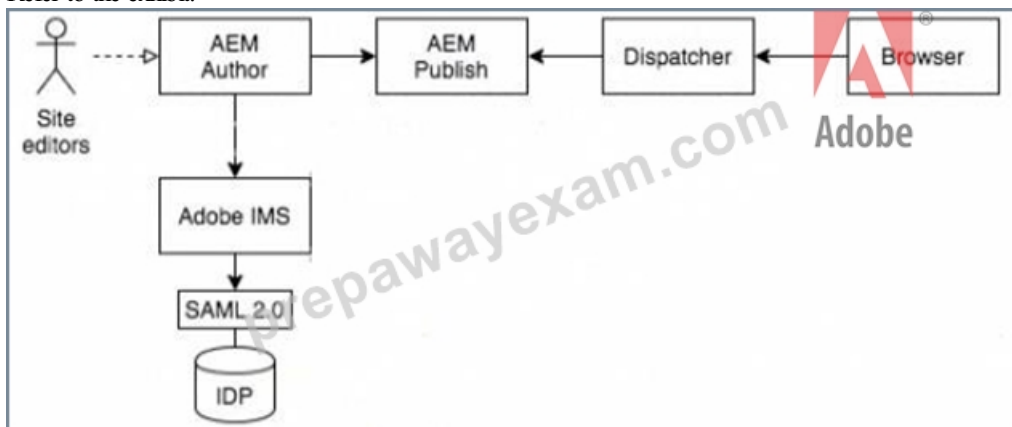 AEM
Author
AEM
Publish
Dispatcher
Browser
®
Adobe
Site
editors
Adobe IMS
SAML 2.0
IDP
prepawayexam.com